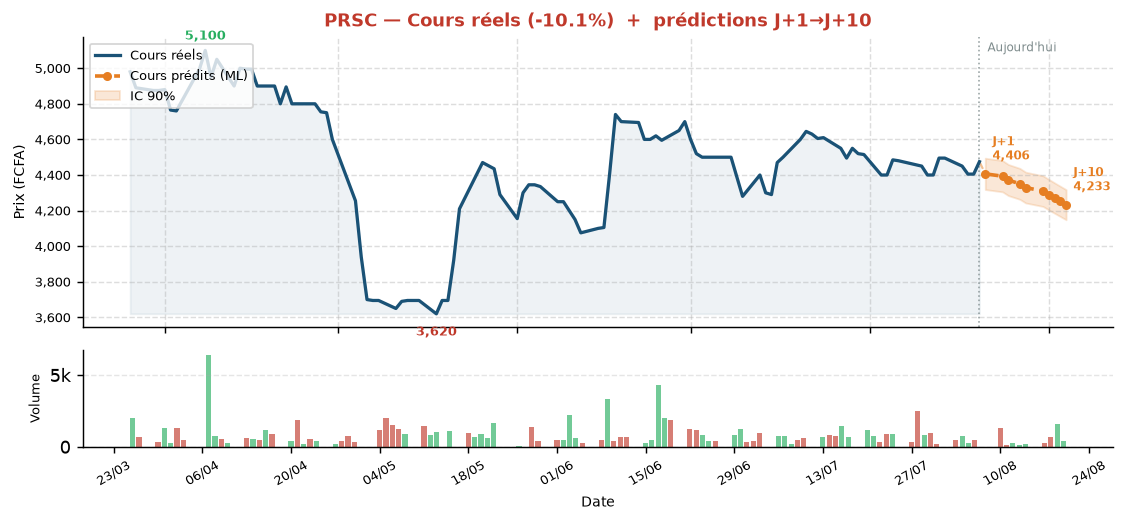 PRSC — Cours réels (-10.1%) + prédictions J+1→J+10
5,100
Aujourd'hui
Cours réels
Cours prédits (ML)
IC 90%
5,000
4,800
4,600
4,400
4,200
4,000
3,800
3,600
Prix (FCFA)
J+1
4,406
J+10
4,233
3,620
5k
0
Volume
23/03
06/04
20/04
04/05
18/05
01/06
15/06
29/06
13/07
27/07
10/08
24/08
Date